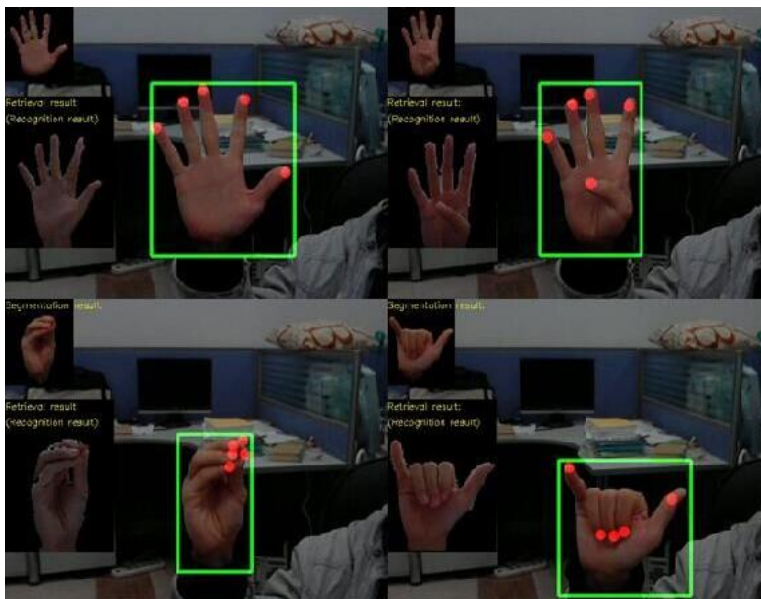 Retrieval result
(Recognition result)
Retrieval result:
(Recognition result)
Segmentation result
Retrieval result
(Recognition result)
Segmentation result:
Retrieval result:
(Recognition result)